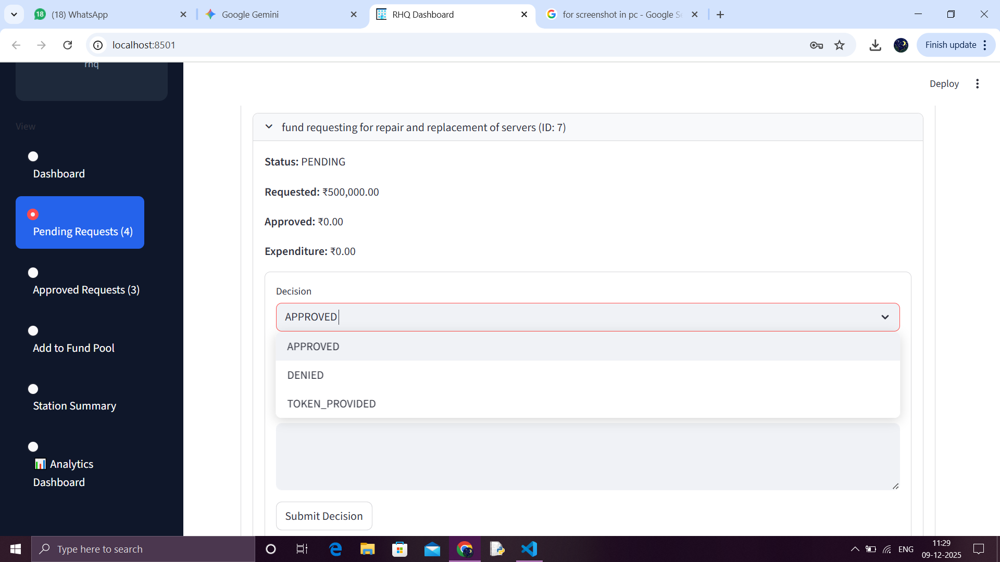 18
(18) WhatsApp
Google Gemini
RHQ Dashboard
for screenshot in pc - Google Se
localhost:8501
Finish update
rhq
View
Dashboard
Pending Requests (4)
Approved Requests (3)
Add to Fund Pool
Station Summary
Analytics
Dashboard
Deploy
fund requesting for repair and replacement of servers (ID: 7)
Status: PENDING
Requested: ₹500,000.00
Approved: ₹0.00
Expenditure: ₹0.00
Decision
APPROVED
APPROVED
DENIED
TOKEN_PROVIDED
Submit Decision
Type here to search
ENG
11:29
09-12-2025